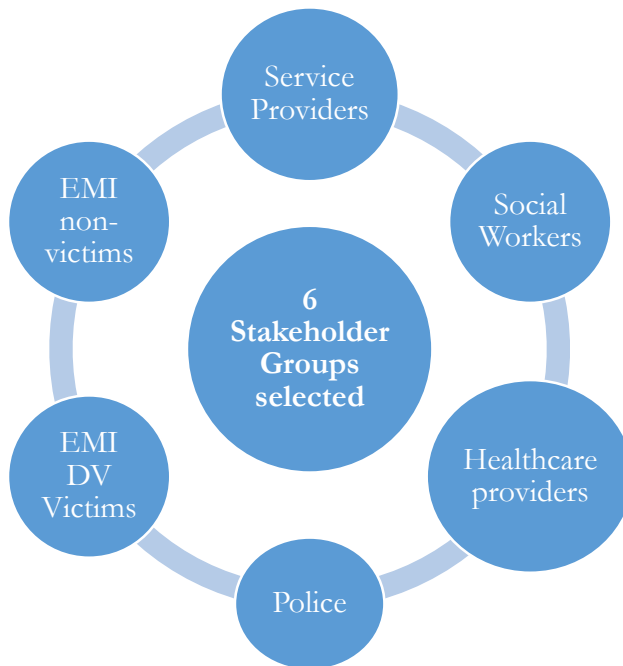 Service
Providers
EMI
non-
victims
Social
Workers
6
Stakeholder
Groups
selected
EMI
DV
Victims
Healthcare
providers
Police